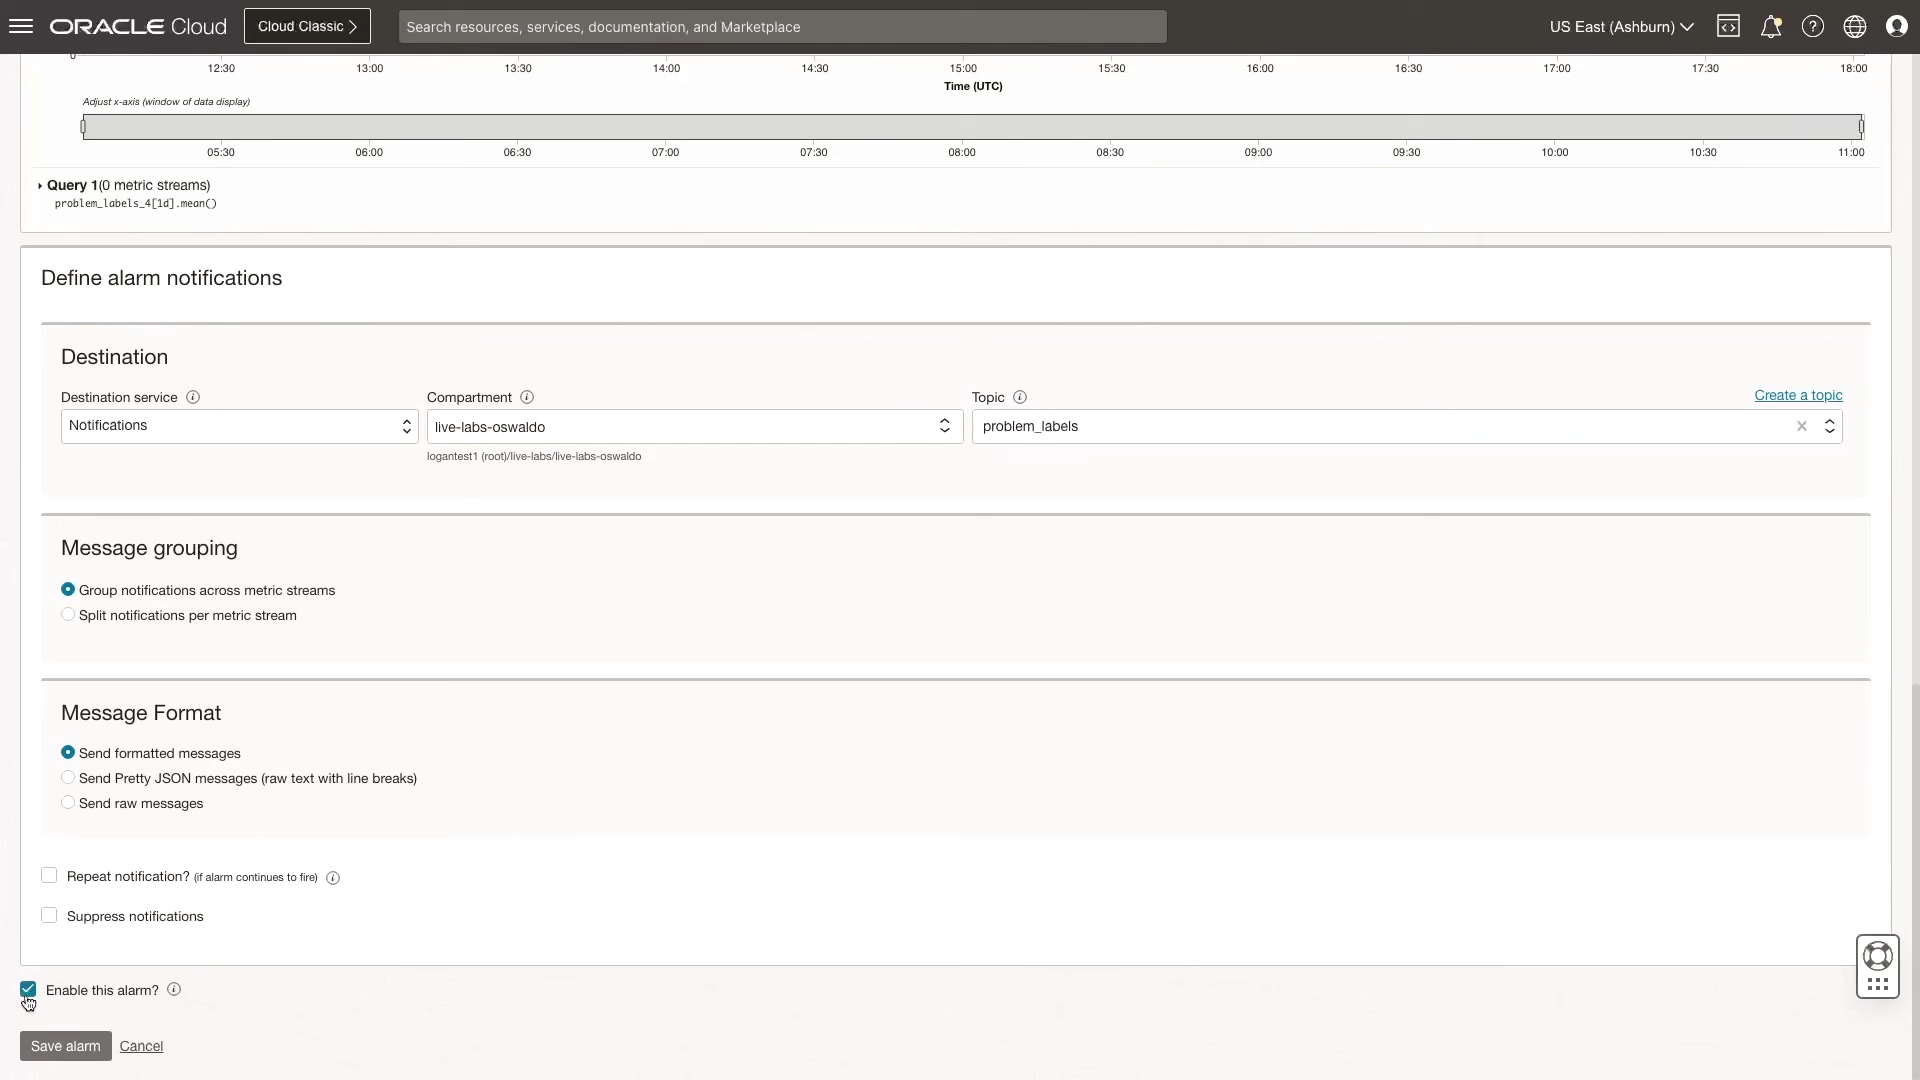 ORACLE Cloud
Cloud Classic
Search resources, services, documentation, and Marketplace
US East (Ashburn)
0
12:30 13:00 13:30 14:00 14:30 15:00 15:30 16:00 16:30 17:00 17:30 18:00
Time (UTC)
Adjust x-axis (window of data display)
05:30 06:00 06:30 07:00 07:30 08:00 08:30 09:00 09:30 10:00 10:30 11:00
Query 1(0 metric streams)
problem_labels_4[1d].mean()
Define alarm notifications
Destination
Destination service Compartment Topic Create a topic
Notifications live-labs-oswaldo problem_labels
logantest1 (root)/live-labs/live-labs-oswaldo
Message grouping
Group notifications across metric streams
Split notifications per metric stream
Message Format
Send formatted messages
Send Pretty JSON messages (raw text with line breaks)
Send raw messages
Repeat notification? (if alarm continues to fire)
Suppress notifications
Enable this alarm?
Save alarm Cancel